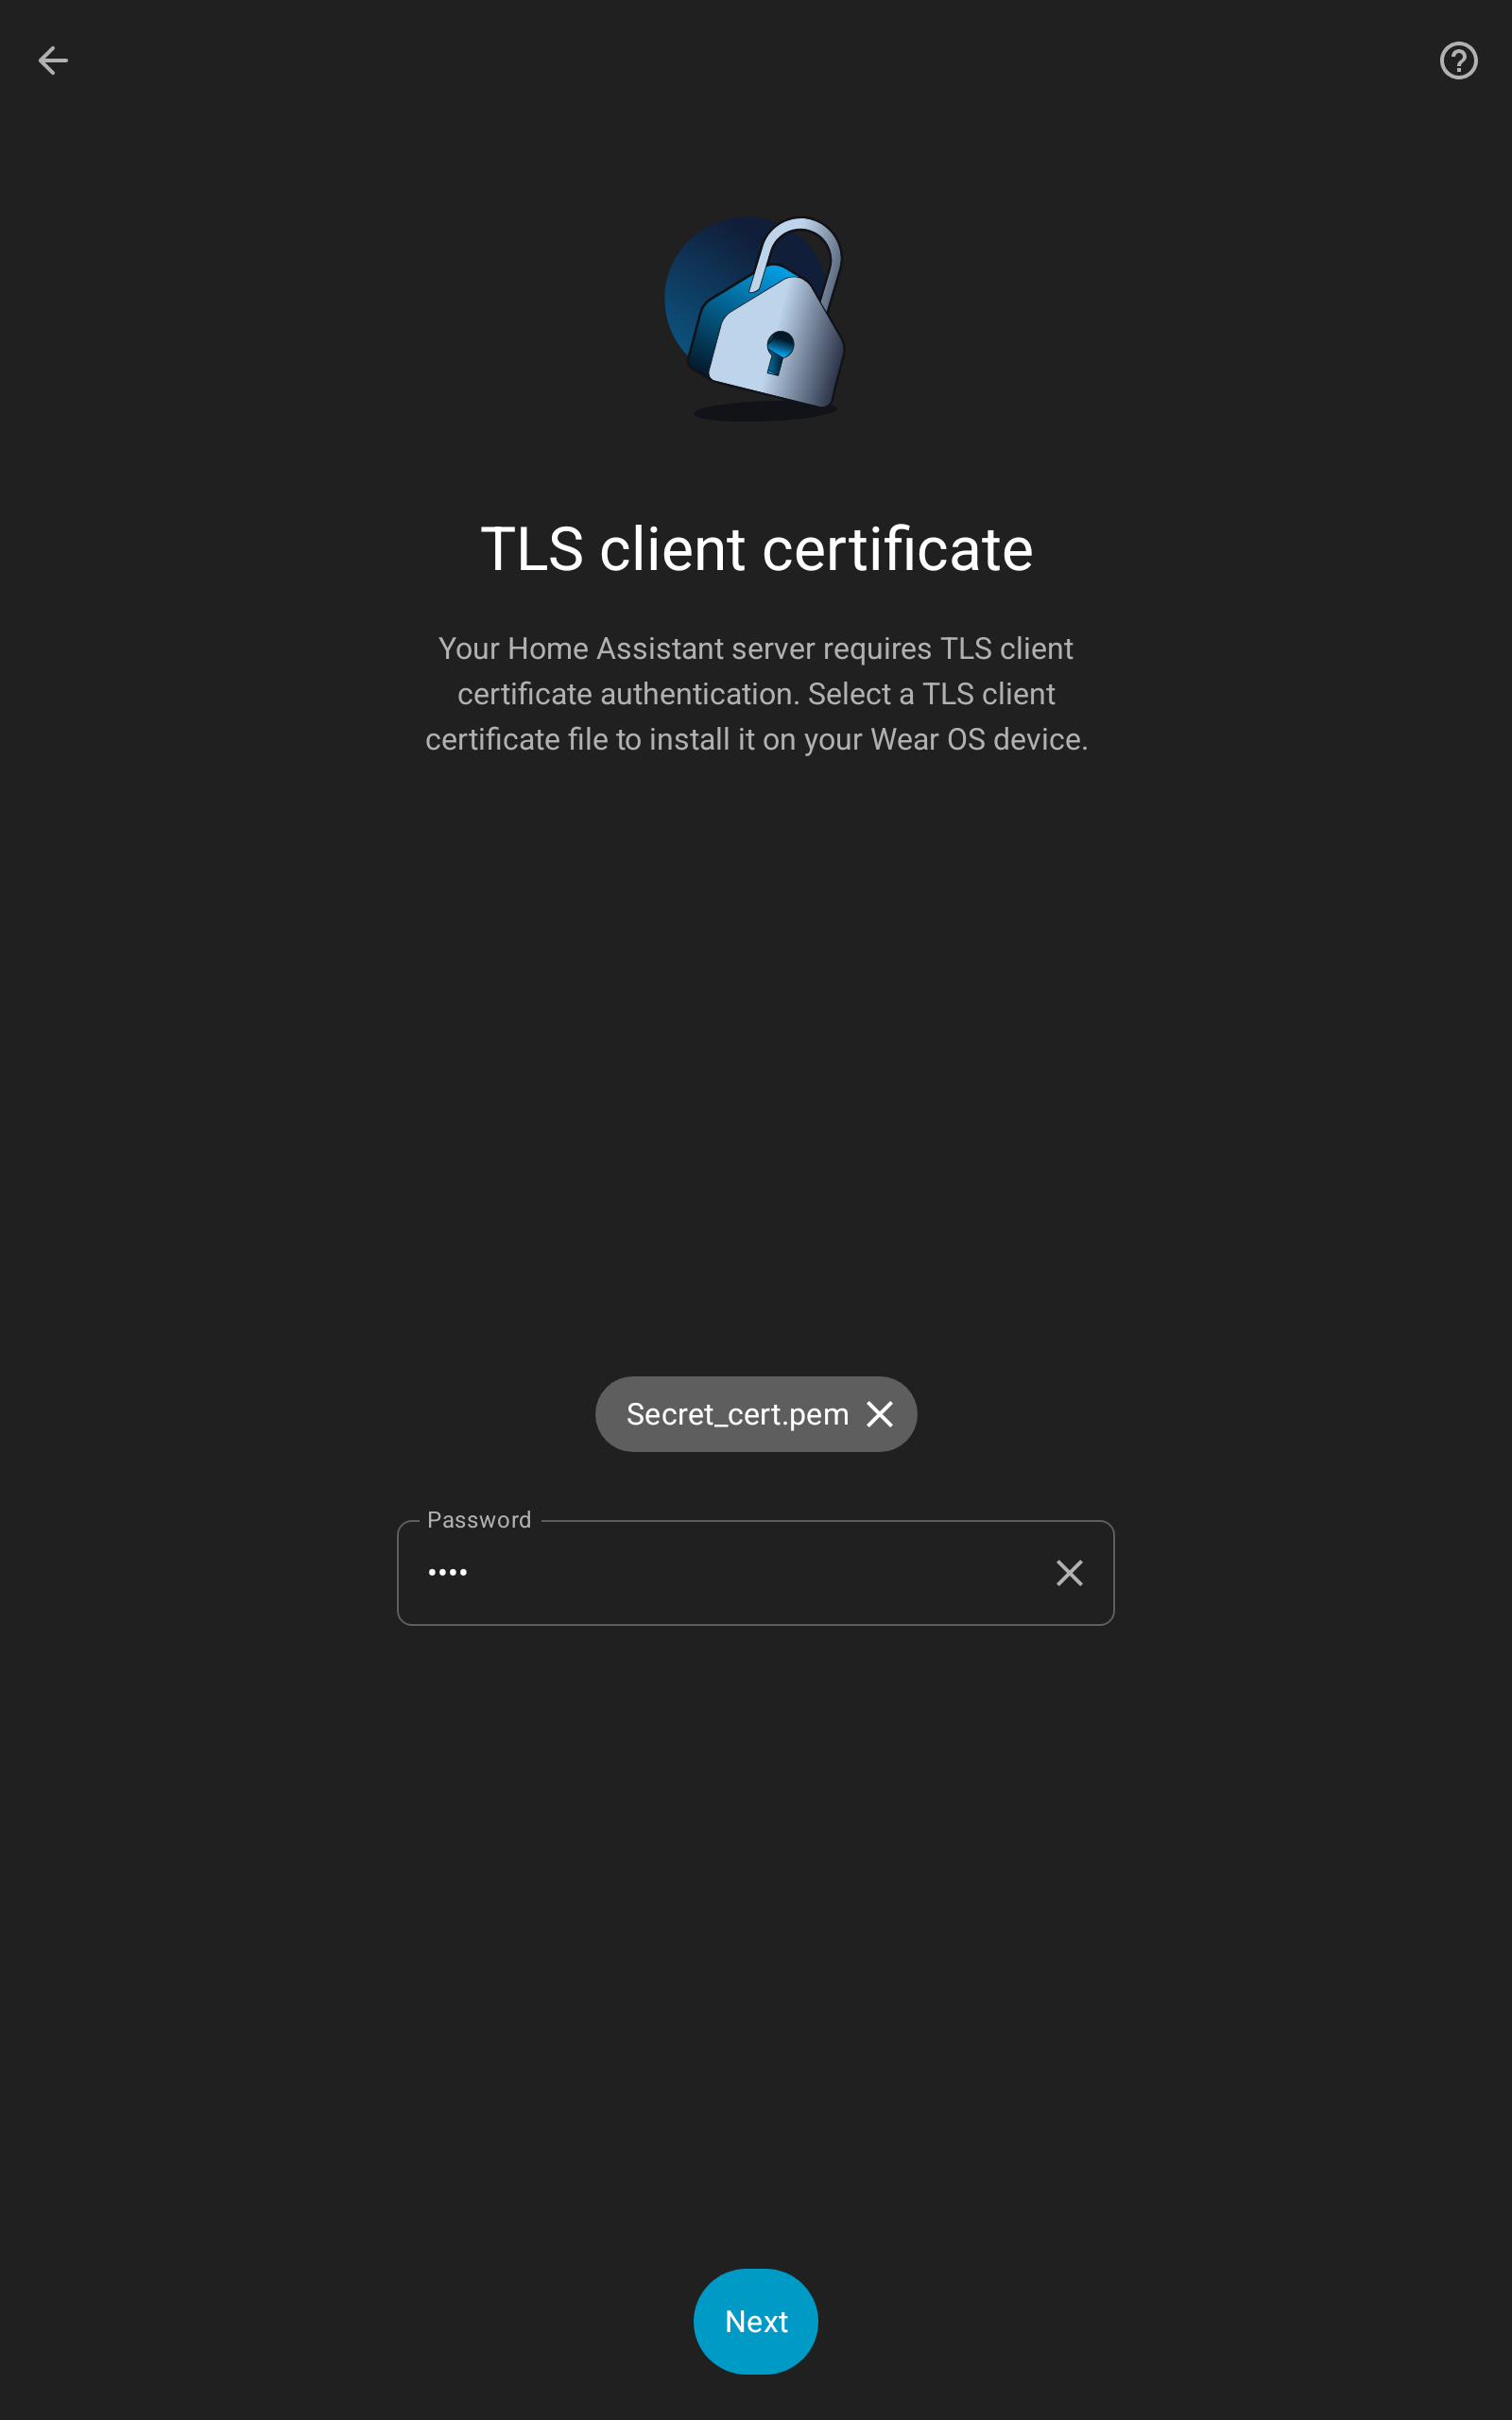 TLS client certificate
Your Home Assistant server requires TLS client
certificate authentication. Select a TLS client
certificate file to install it on your Wear OS device.
Secret_cert.pem
Password
••••
Next